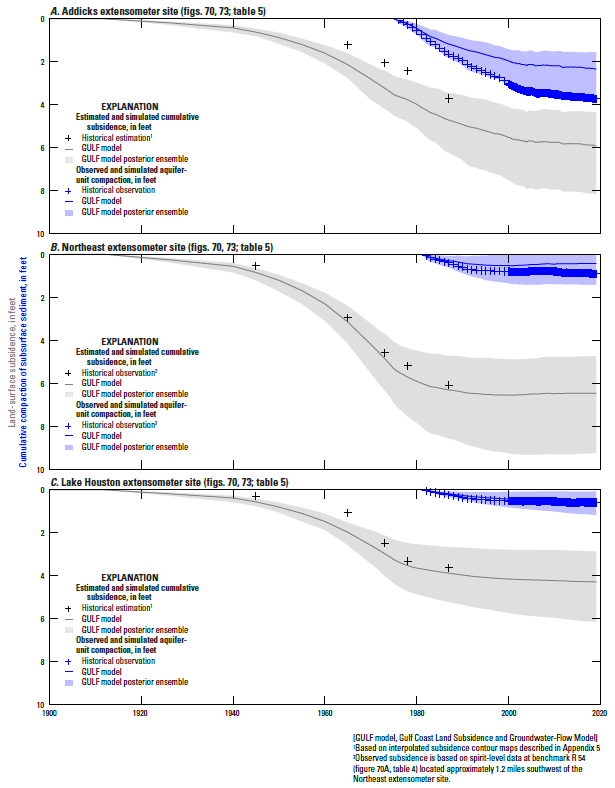 A. Addicks extensometer site (figs. 70, 73; table 5)
0
2
4
6
8
10
EXPLANATION
Estimated and simulated cumulative
subsidence, in feet
Historical estimation¹
GULF model
GULF model posterior ensemble
Observed and simulated aquifer-
unit compaction, in feet
Historical observation
GULF model
GULF model posterior ensemble
B. Northeast extensometer site (figs. 70, 73; table 5)
0
2
4
6
8
10
EXPLANATION
Estimated and simulated cumulative
subsidence, in feet
Historical observation²
GULF model
GULF model posterior ensemble
Observed and simulated aquifer-
unit compaction, in feet
Historical observation²
GULF model
GULF model posterior ensemble
Land-surface subsidence, in feet
Cumulative compaction of subsurface sediment, in feet
C. Lake Houston extensometer site (figs. 70, 73; table 5)
0
2
4
6
8
10
EXPLANATION
Estimated and simulated cumulative
subsidence, in feet
Historical estimation¹
GULF model
GULF model posterior ensemble
Observed and simulated aquifer-
unit compaction, in feet
Historical observation
GULF model
GULF model posterior ensemble
1900 1920 1940 1960 1980 2000 2020
[GULF model, Gulf Coast Land Subsidence and Groundwater-Flow Model]
¹Based on interpolated subsidence contour maps described in Appendix 5
²Observed subsidence is based on spirit-level data at benchmark R 54
(figure 70A, table 4) located approximately 1.2 miles southwest of the
Northeast extensometer site.